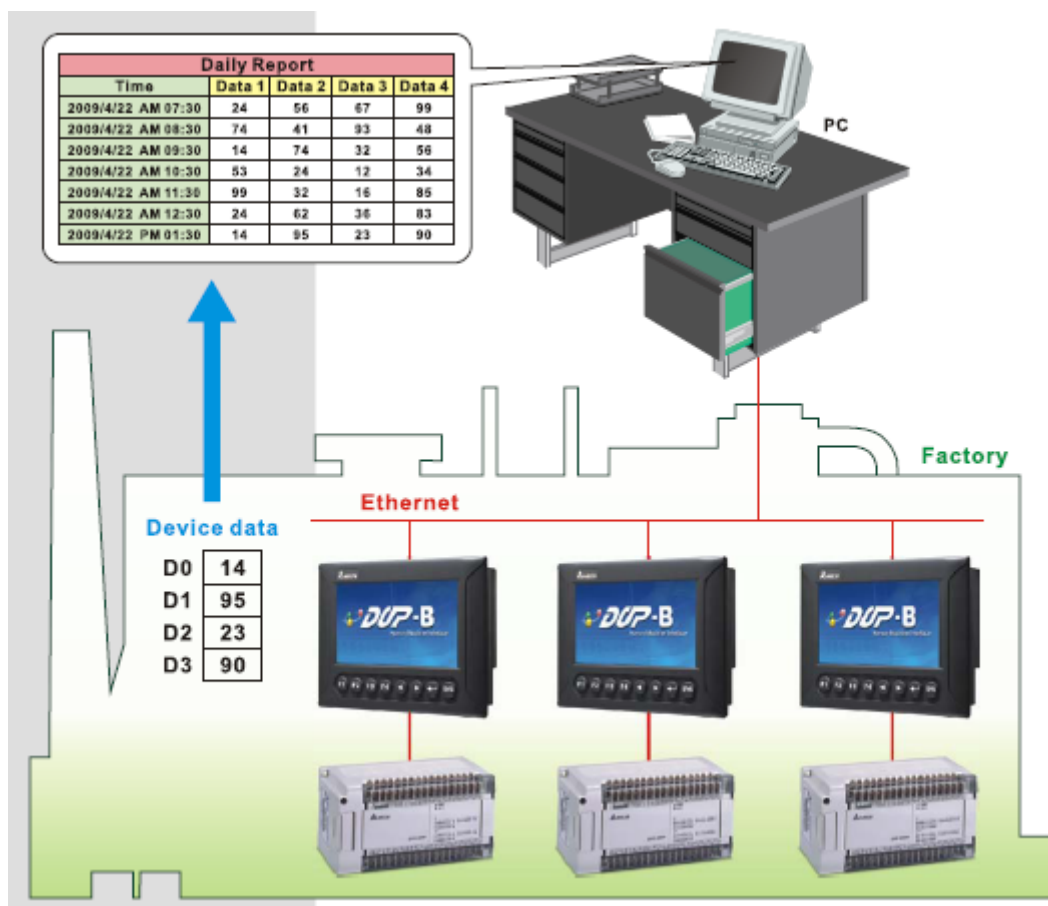 Daily Report
Time Data 1 Data 2 Data 3 Data 4
2009/4/22 AM 07:30 24 56 67 99
2009/4/22 AM 08:30 74 41 93 48
2009/4/22 AM 09:30 14 74 32 56
2009/4/22 AM 10:30 53 24 12 34
2009/4/22 AM 11:30 99 32 16 85
2009/4/22 AM 12:30 24 62 36 83
2009/4/22 PM 01:30 14 95 23 90
PC
Factory
Ethernet
Device data
D0 14
D1 95
D2 23
D3 90
DOP-B
DOP-B
DOP-B